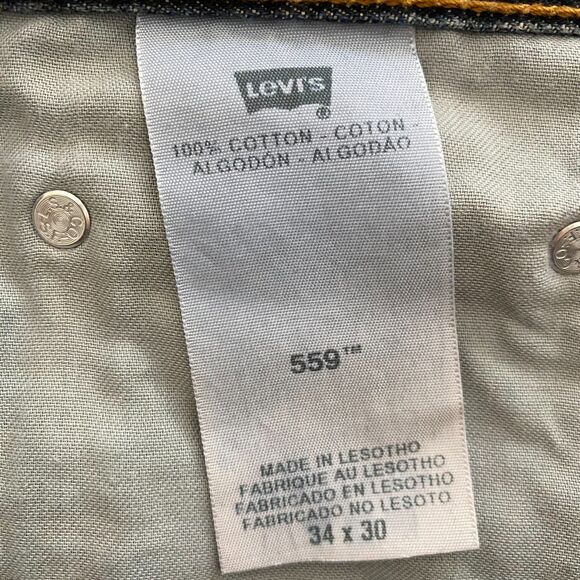 Levi's
®
100% COTTON - COTON -
ALGODÓN - ALGODÃO
559™
MADE IN LESOTHO
FABRIQUE AU LESOTHO
FABRICADO EN LESOTHO
FABRICADO NO LESOTO
34 x 30